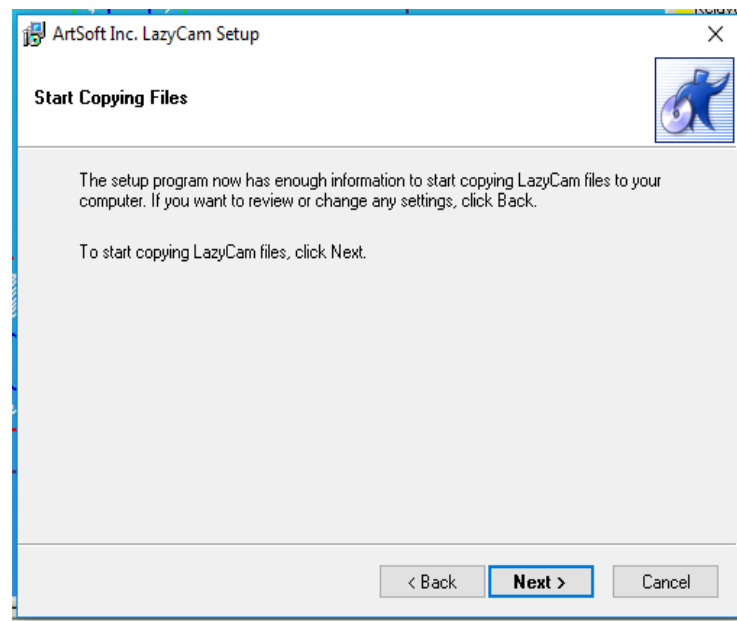 ArtSoft Inc. LazyCam Setup
Start Copying Files
The setup program now has enough information to start copying LazyCam files to your
computer. If you want to review or change any settings, click Back.
To start copying LazyCam files, click Next.
< Back Next > Cancel